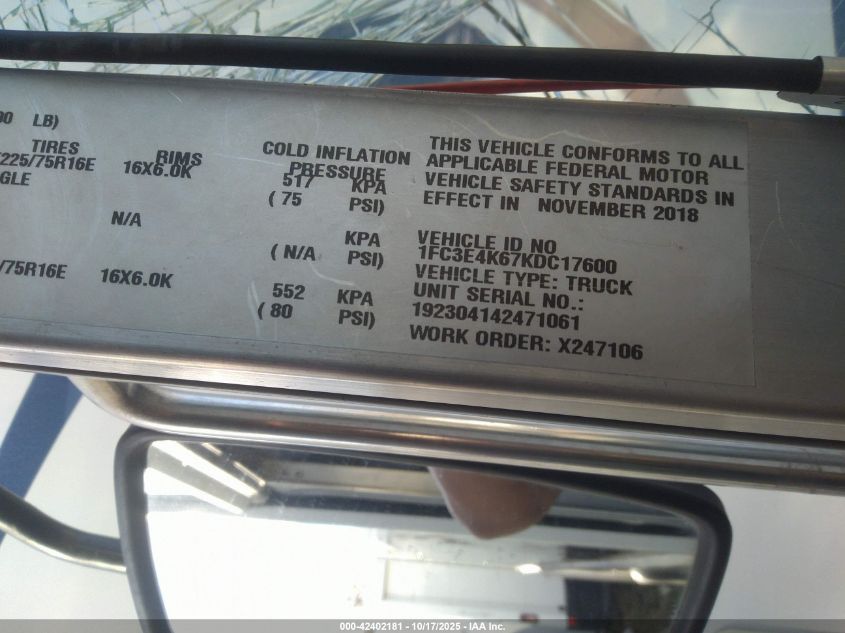 00 LB)
TIRES RIMS COLD INFLATION PRESSURE
225/75R16E 16X6.0K 517 KPA
GLE ( 75 PSI)
N/A KPA
( N/A PSI)
/75R16E 16X6.0K 552 KPA
( 80 PSI)
THIS VEHICLE CONFORMS TO ALL
APPLICABLE FEDERAL MOTOR
VEHICLE SAFETY STANDARDS IN
EFFECT IN NOVEMBER 2018
VEHICLE ID NO
1FC3E4K67KDC17600
VEHICLE TYPE: TRUCK
UNIT SERIAL NO.:
192304142471061
WORK ORDER: X247106
000-42402181 - 10/17/2025 - IAA Inc.